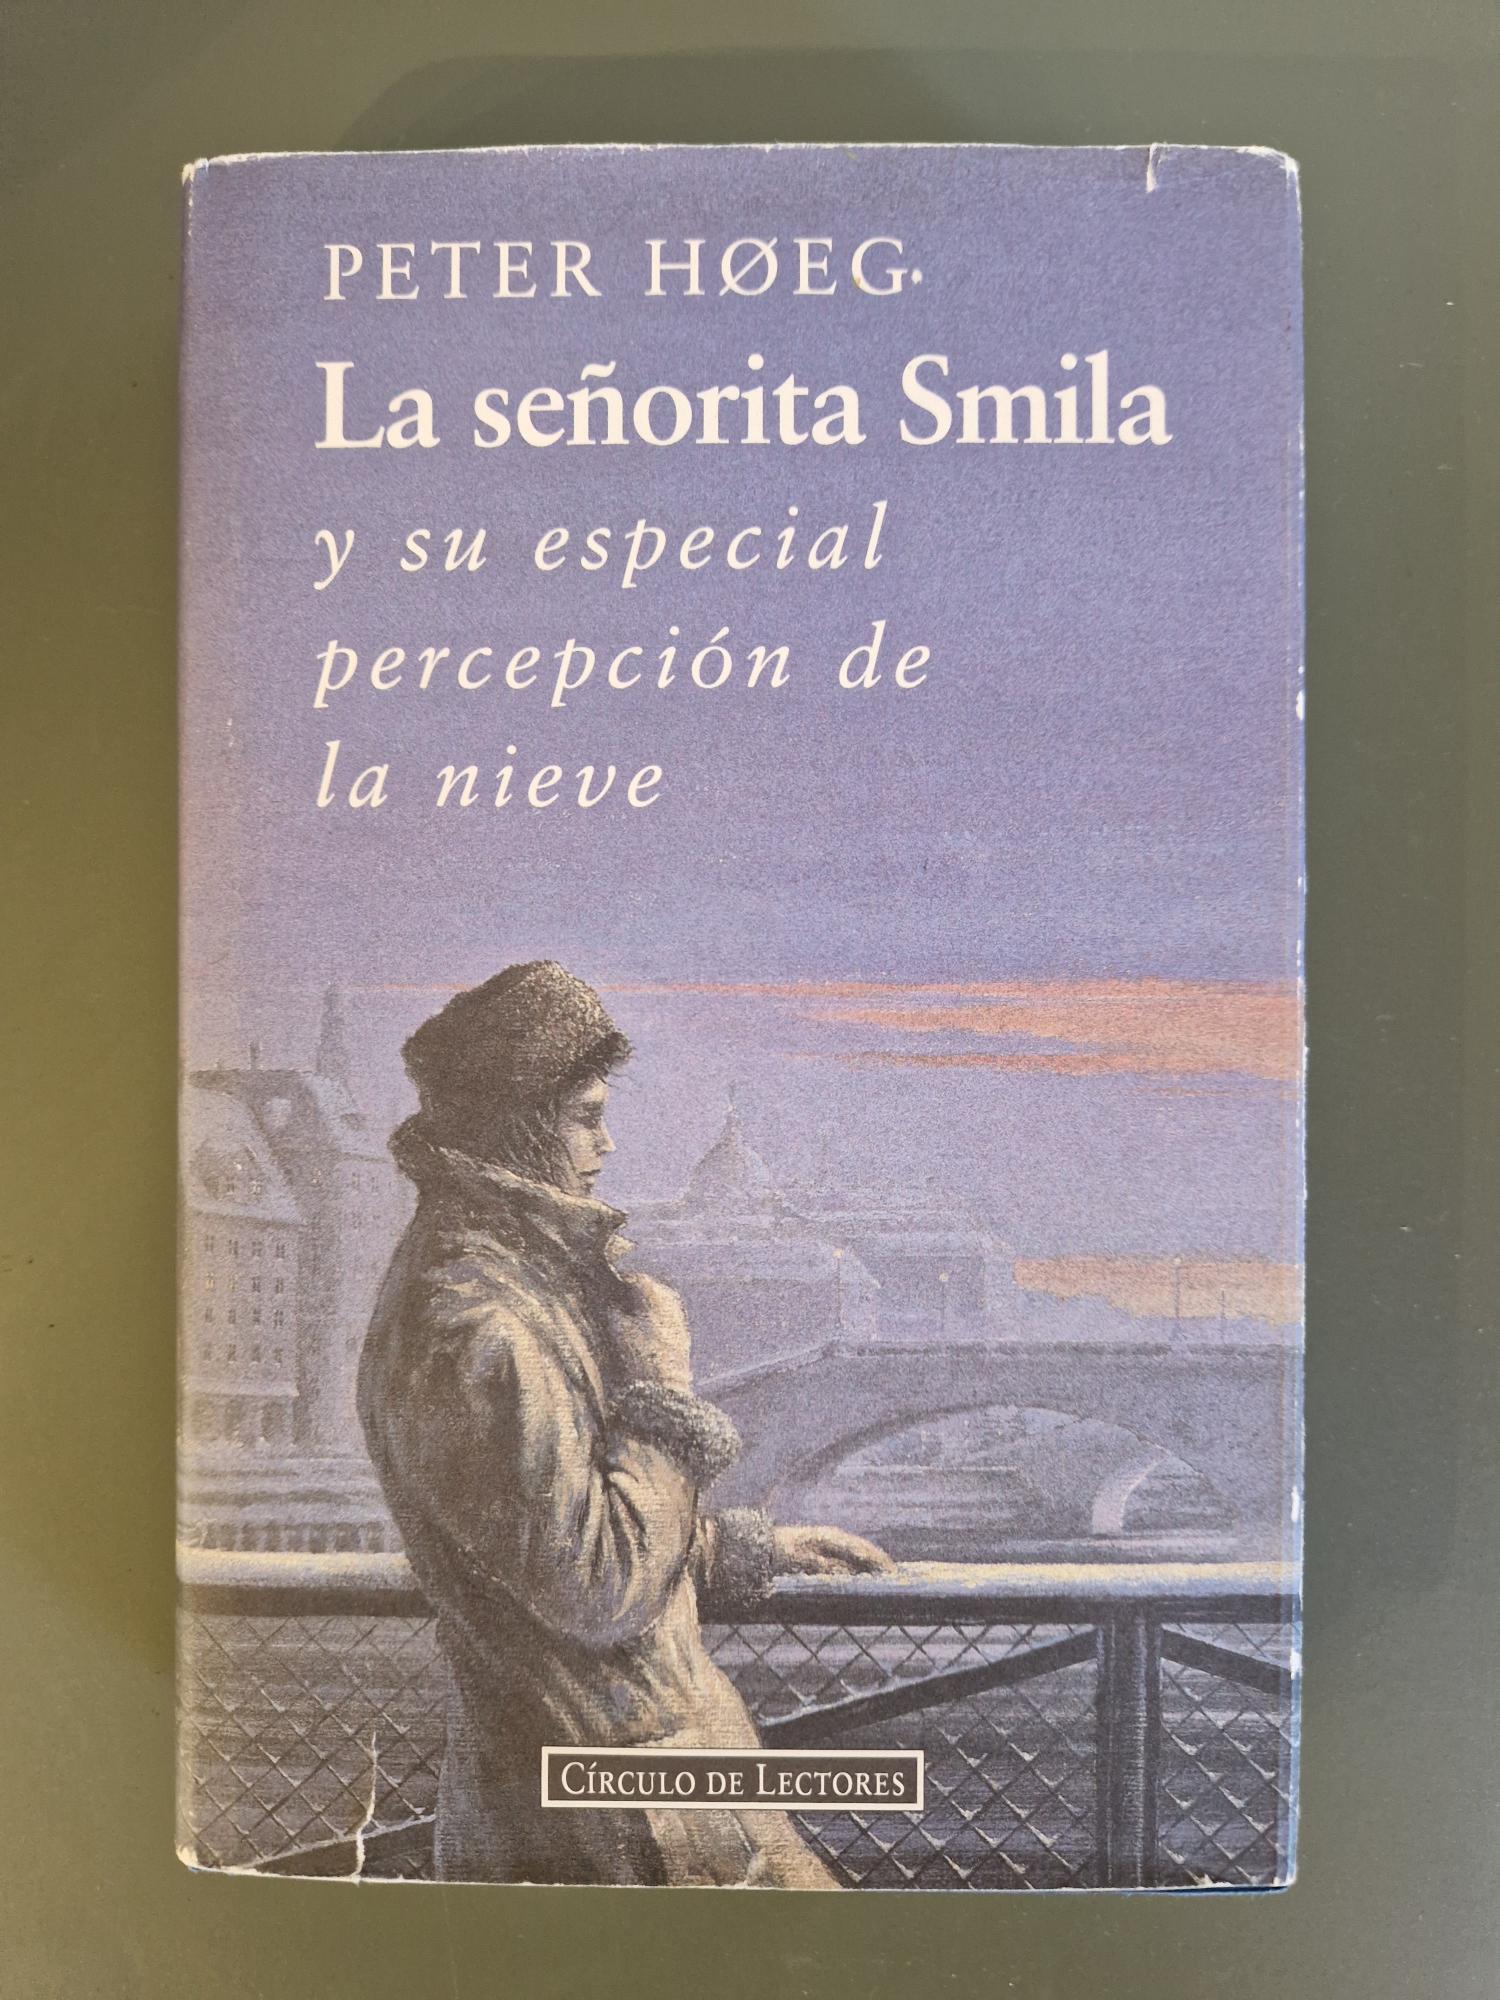 PETER HØEG
La señorita Smila
y su especial
percepción de
la nieve
CÍRCULO DE LECTORES